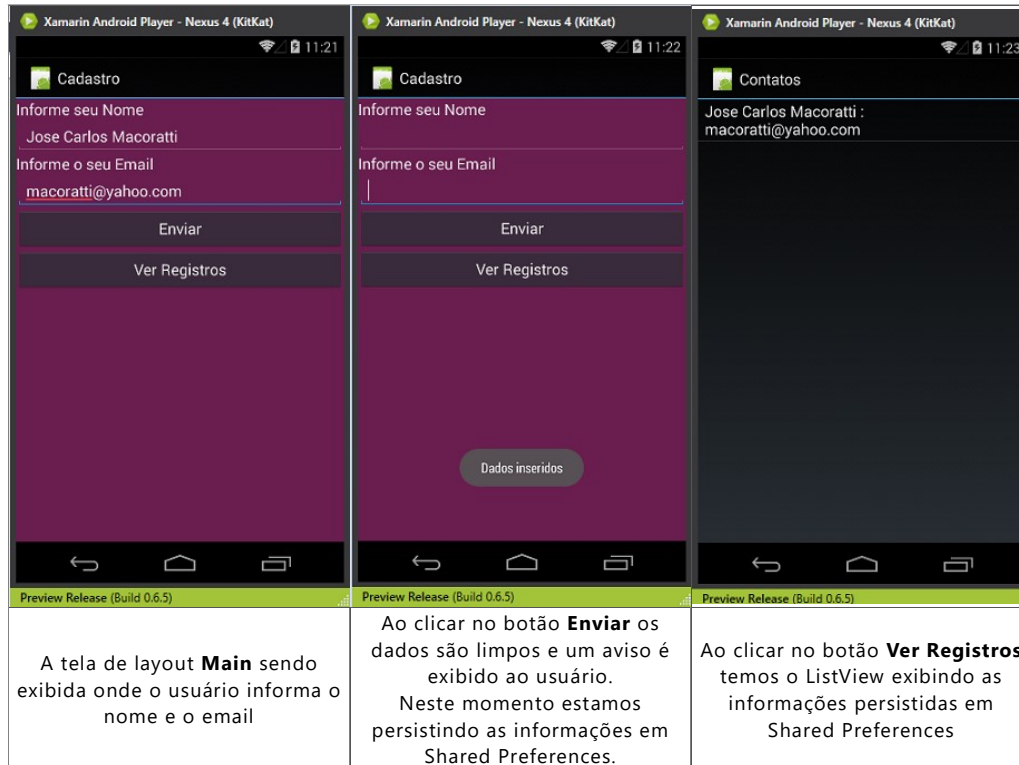 Xamarin Android Player - Nexus 4 (KitKat)
11:21
Cadastro
Informe seu Nome
Jose Carlos Macoratti
Informe o seu Email
macoratti@yahoo.com
Enviar
Ver Registros
Preview Release (Build 0.6.5)
A tela de layout Main sendo
exibida onde o usuário informa o
nome e o email
Xamarin Android Player - Nexus 4 (KitKat)
11:22
Cadastro
Informe seu Nome
Informe o seu Email
Enviar
Ver Registros
Dados inseridos
Preview Release (Build 0.6.5)
Ao clicar no botão Enviar os
dados são limpos e um aviso é
exibido ao usuário.
Neste momento estamos
persistindo as informações em
Shared Preferences.
Xamarin Android Player - Nexus 4 (KitKat)
11:23
Contatos
Jose Carlos Macoratti :
macoratti@yahoo.com
Preview Release (Build 0.6.5)
Ao clicar no botão Ver Registros
temos o ListView exibindo as
informações persistidas em
Shared Preferences